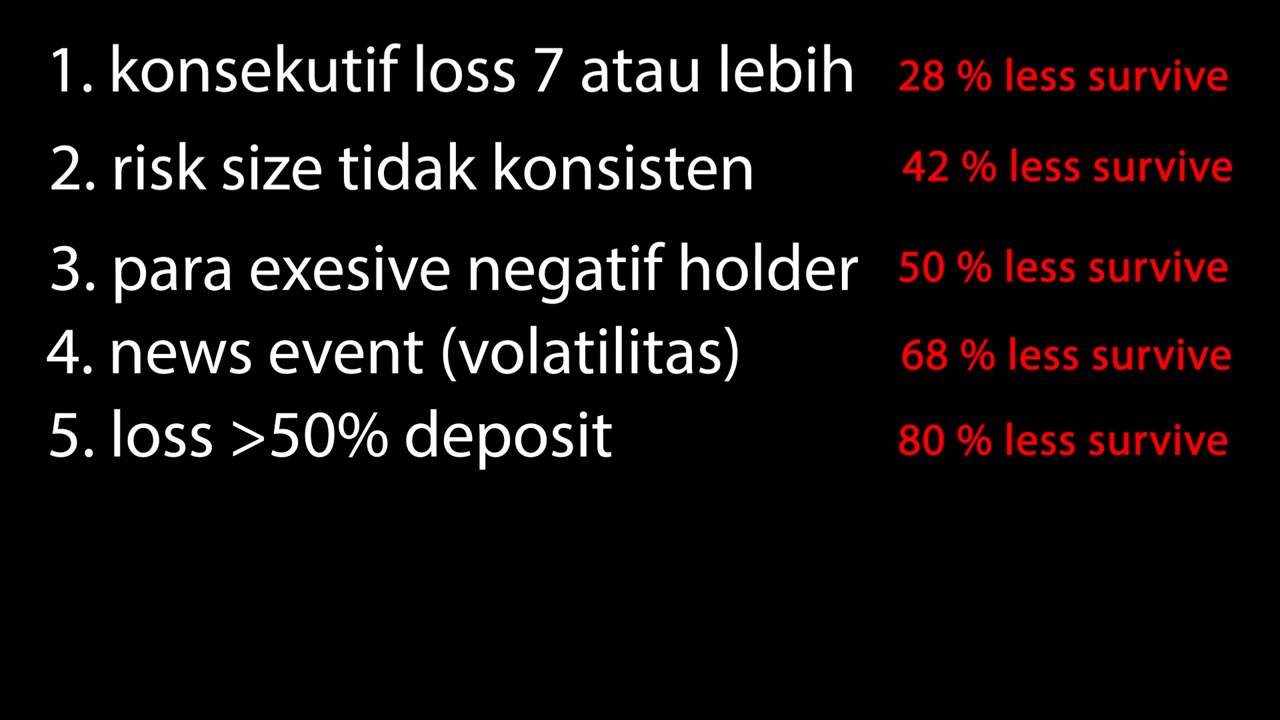 1. konsekutif loss 7 atau lebih 28 % less survive
2. risk size tidak konsisten 42 % less survive
3. para exesive negatif holder 50 % less survive
4. news event (volatilitas) 68 % less survive
5. loss >50% deposit 80 % less survive